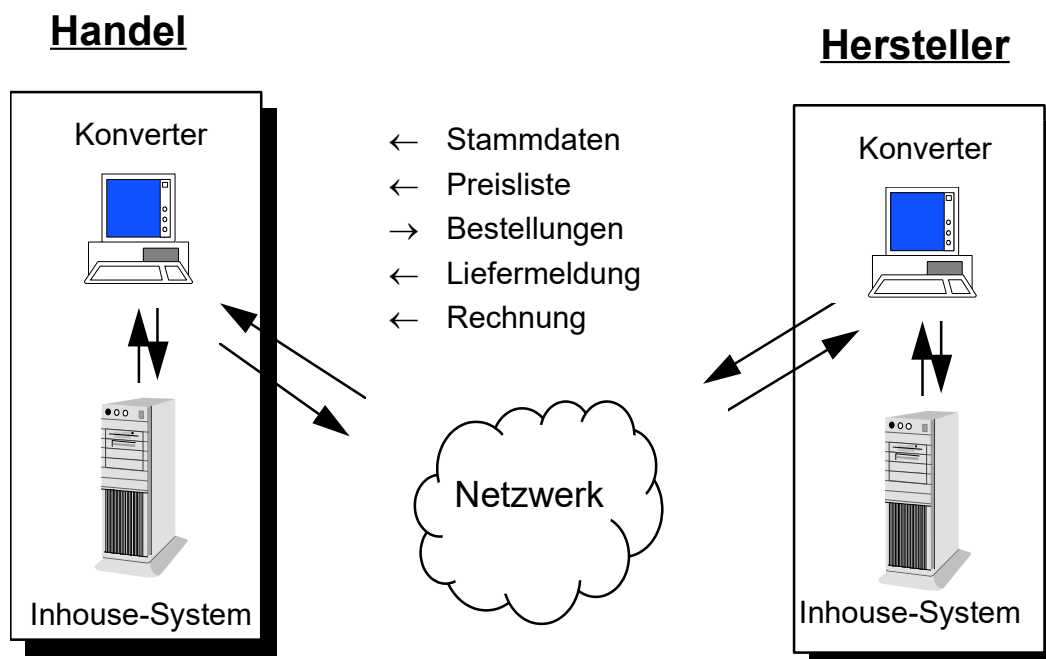 Handel
Hersteller
Konverter
Konverter
← Stammdaten
← Preisliste
→ Bestellungen
← Liefermeldung
← Rechnung
Netzwerk
Inhouse-System
Inhouse-System